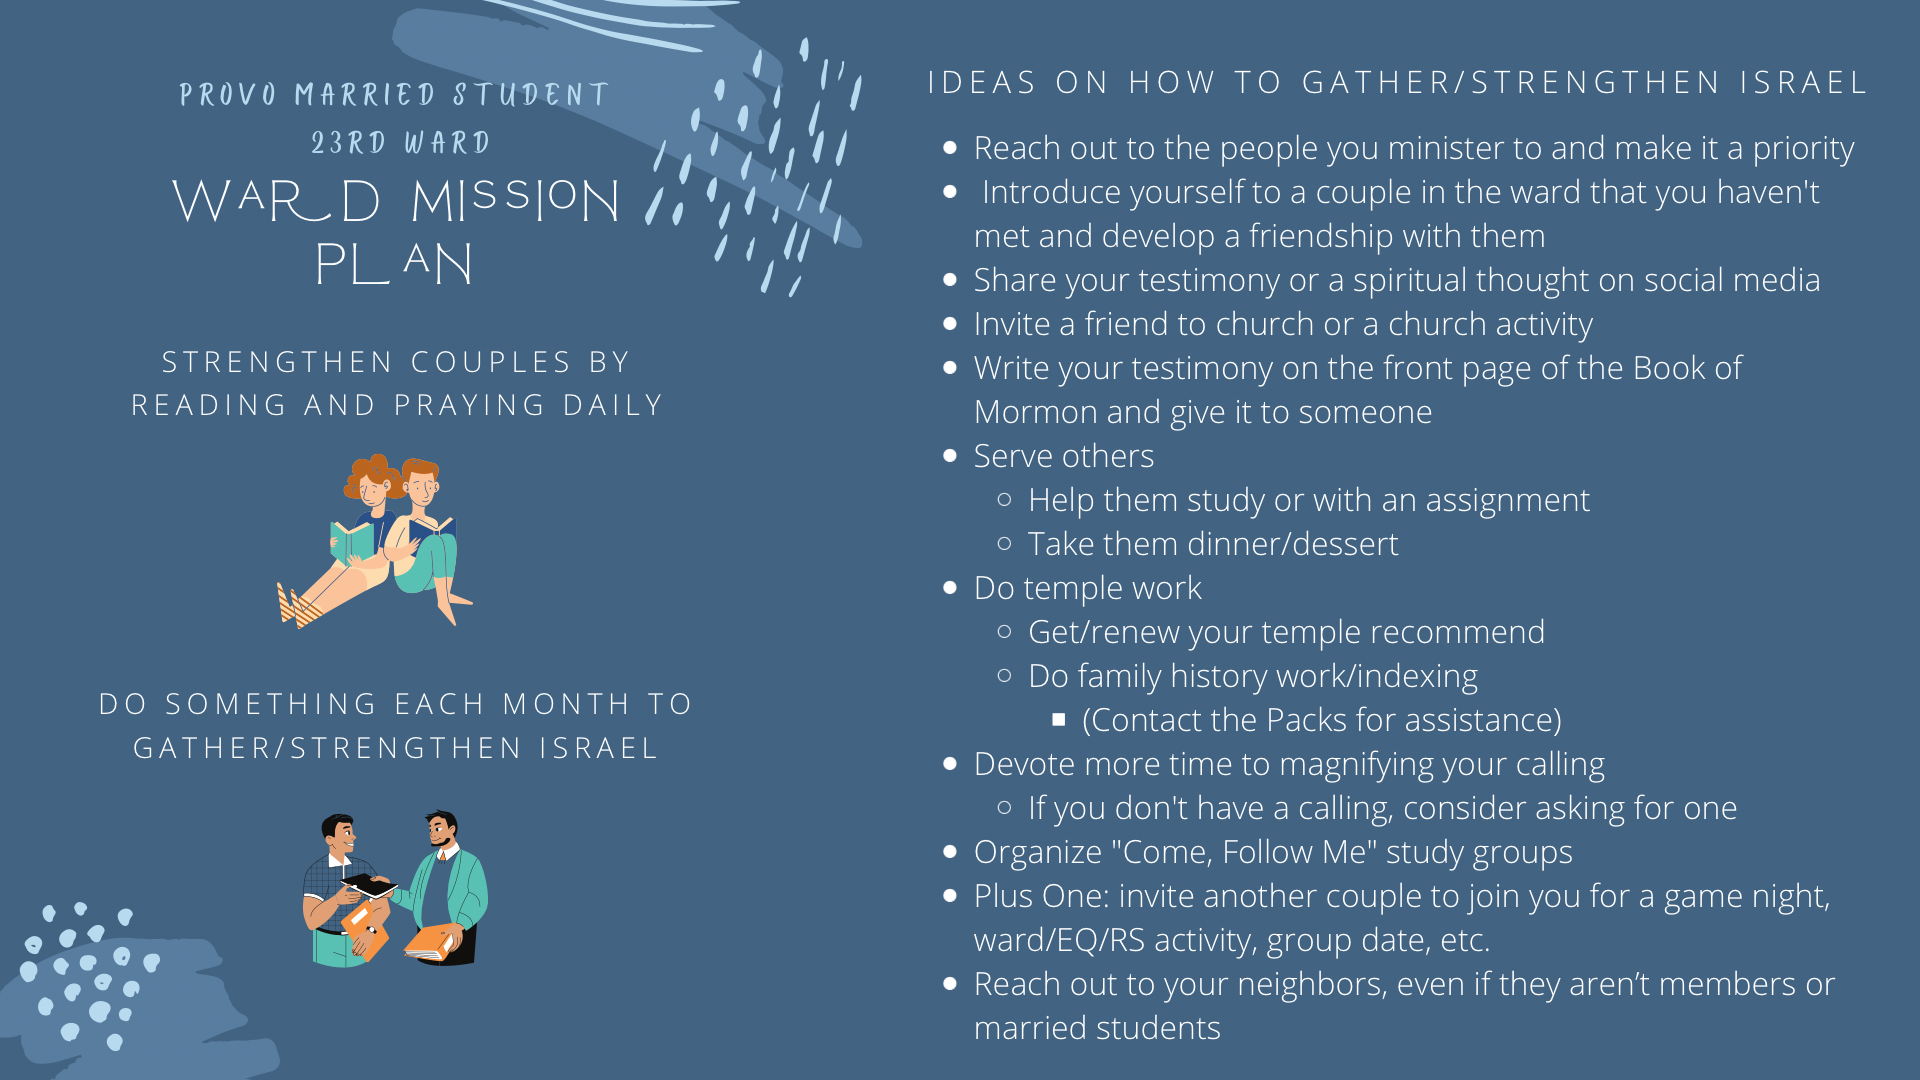 PROVO MARRIED STUDENT
23RD WARD
WARD MISSION
PLAN
STRENGTHEN COUPLES BY
READING AND PRAYING DAILY
DO SOMETHING EACH MONTH TO
GATHER/STRENGTHEN ISRAEL
IDEAS ON HOW TO GATHER/STRENGTHEN ISRAEL
• Reach out to the people you minister to and make it a priority
• Introduce yourself to a couple in the ward that you haven't
met and develop a friendship with them
• Share your testimony or a spiritual thought on social media
• Invite a friend to church or a church activity
• Write your testimony on the front page of the Book of
Mormon and give it to someone
• Serve others
○ Help them study or with an assignment
○ Take them dinner/dessert
• Do temple work
○ Get/renew your temple recommend
○ Do family history work/indexing
■ (Contact the Packs for assistance)
• Devote more time to magnifying your calling
○ If you don't have a calling, consider asking for one
• Organize "Come, Follow Me" study groups
• Plus One: invite another couple to join you for a game night,
ward/EQ/RS activity, group date, etc.
• Reach out to your neighbors, even if they aren’t members or
married students